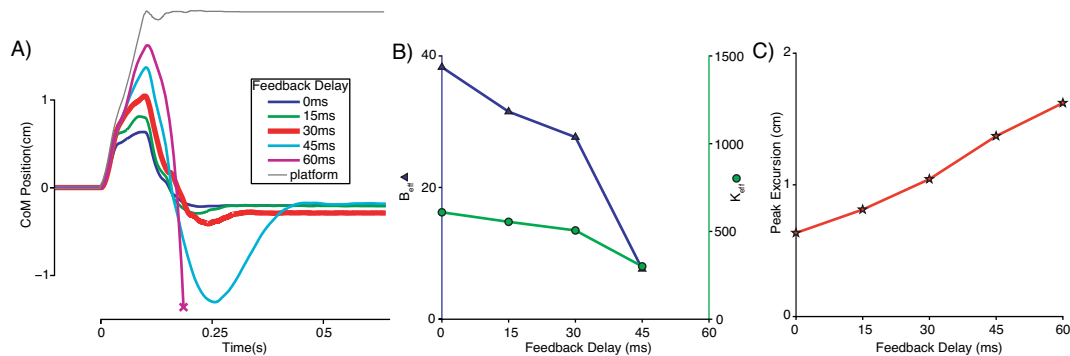 A)
CoM Position(cm)
1
0
−1
0
0.25
0.5
Time(s)
Feedback Delay
0ms
15ms
30ms
45ms
60ms
platform
B)
40
20
0
B eff
1500
1000
500
0
K eff
0
15
30
45
60
Feedback Delay (ms)
C)
2
1
0
Peak Excursion (cm)
0
15
30
45
60
Feedback Delay (ms)